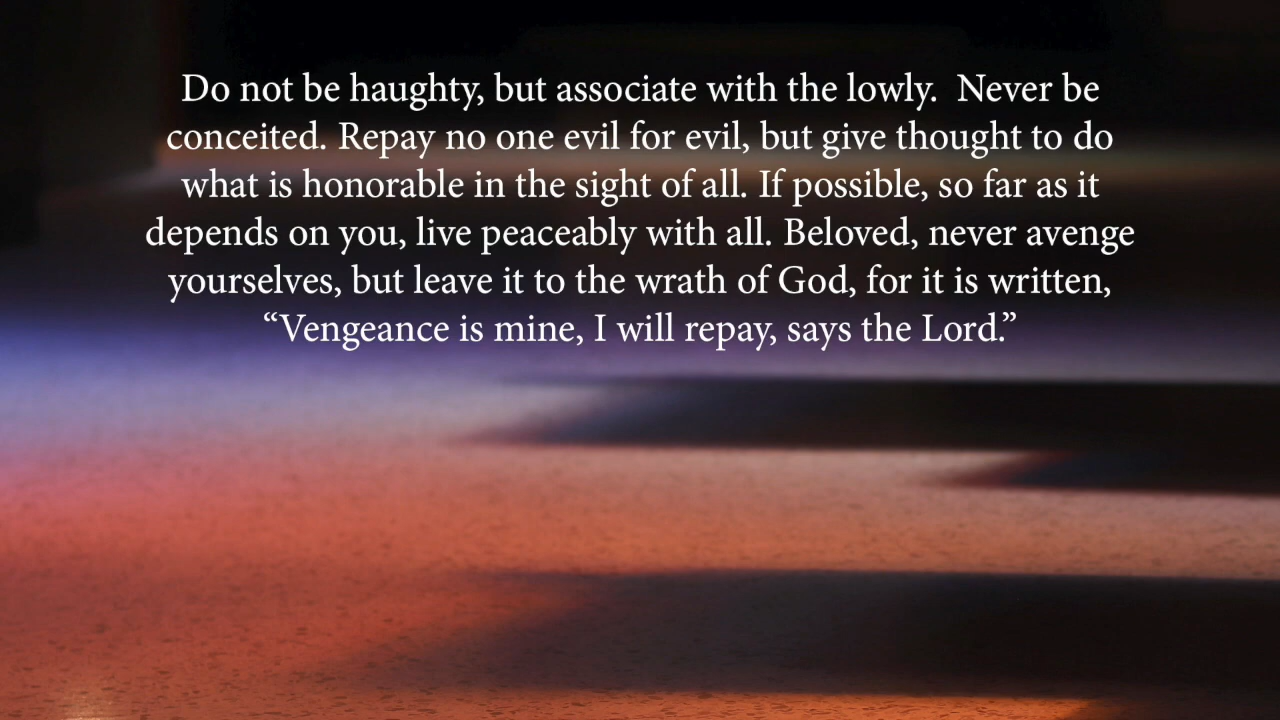 Do not be haughty, but associate with the lowly.  Never be
conceited. Repay no one evil for evil, but give thought to do
what is honorable in the sight of all. If possible, so far as it
depends on you, live peaceably with all. Beloved, never avenge
yourselves, but leave it to the wrath of God, for it is written,
“Vengeance is mine, I will repay, says the Lord.”